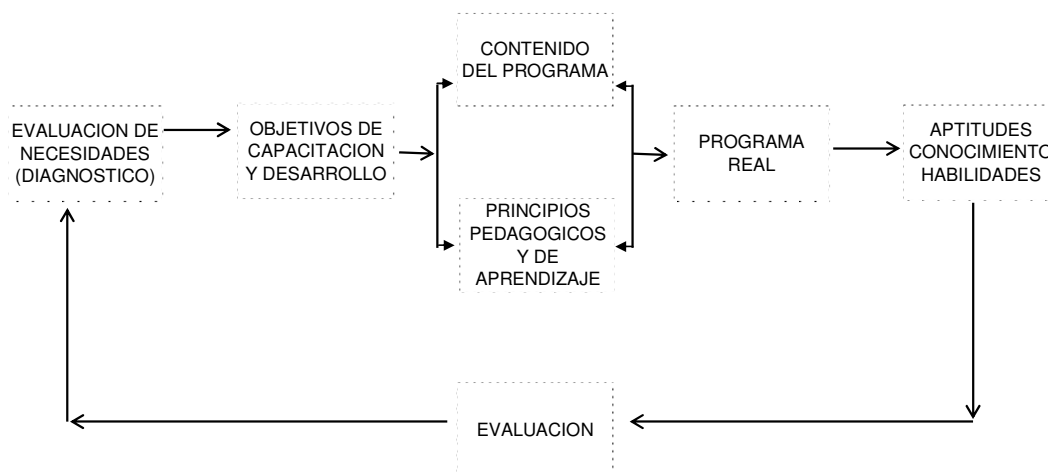 EVALUACION DE
NECESIDADES
(DIAGNOSTICO)
OBJETIVOS DE
CAPACITACION
Y DESARROLLO
CONTENIDO
DEL PROGRAMA
PRINCIPIOS
PEDAGOGICOS
Y DE
APRENDIZAJE
PROGRAMA
REAL
APTITUDES
CONOCIMIENTO
HABILIDADES
EVALUACION